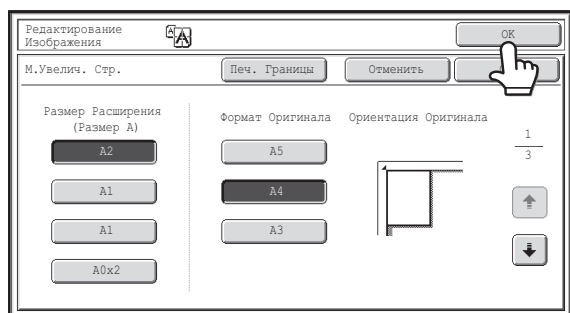 Редактирование
Изображения
OK
М.Увелич. Стр.
Печ. Границы
Отменить
Размер Расширения
(Размер A)
Формат Оригинала
Ориентация Оригинала
A2
A5
1
3
A1
A4
A1
A3
A0x2